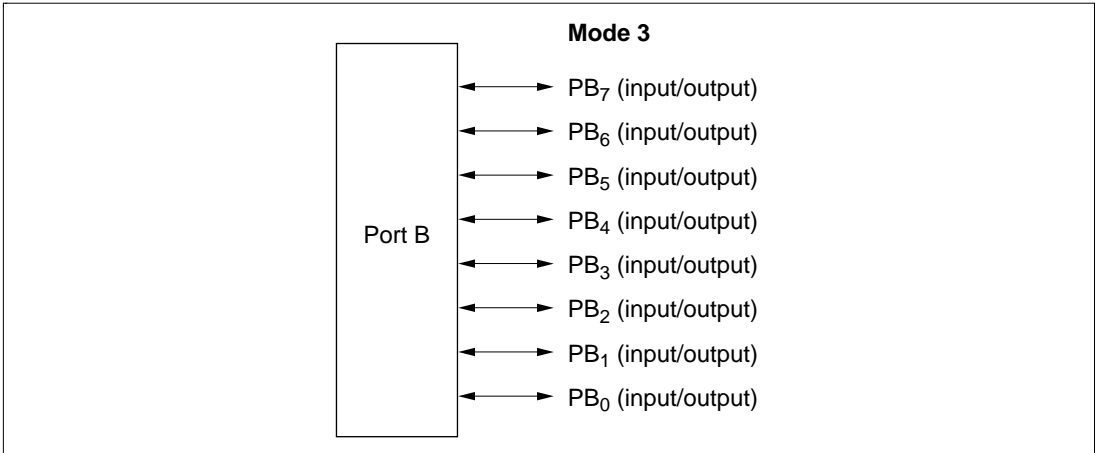 Mode 3
PB₇ (input/output)
PB₆ (input/output)
PB₅ (input/output)
PB₄ (input/output)
Port B
PB₃ (input/output)
PB₂ (input/output)
PB₁ (input/output)
PB₀ (input/output)